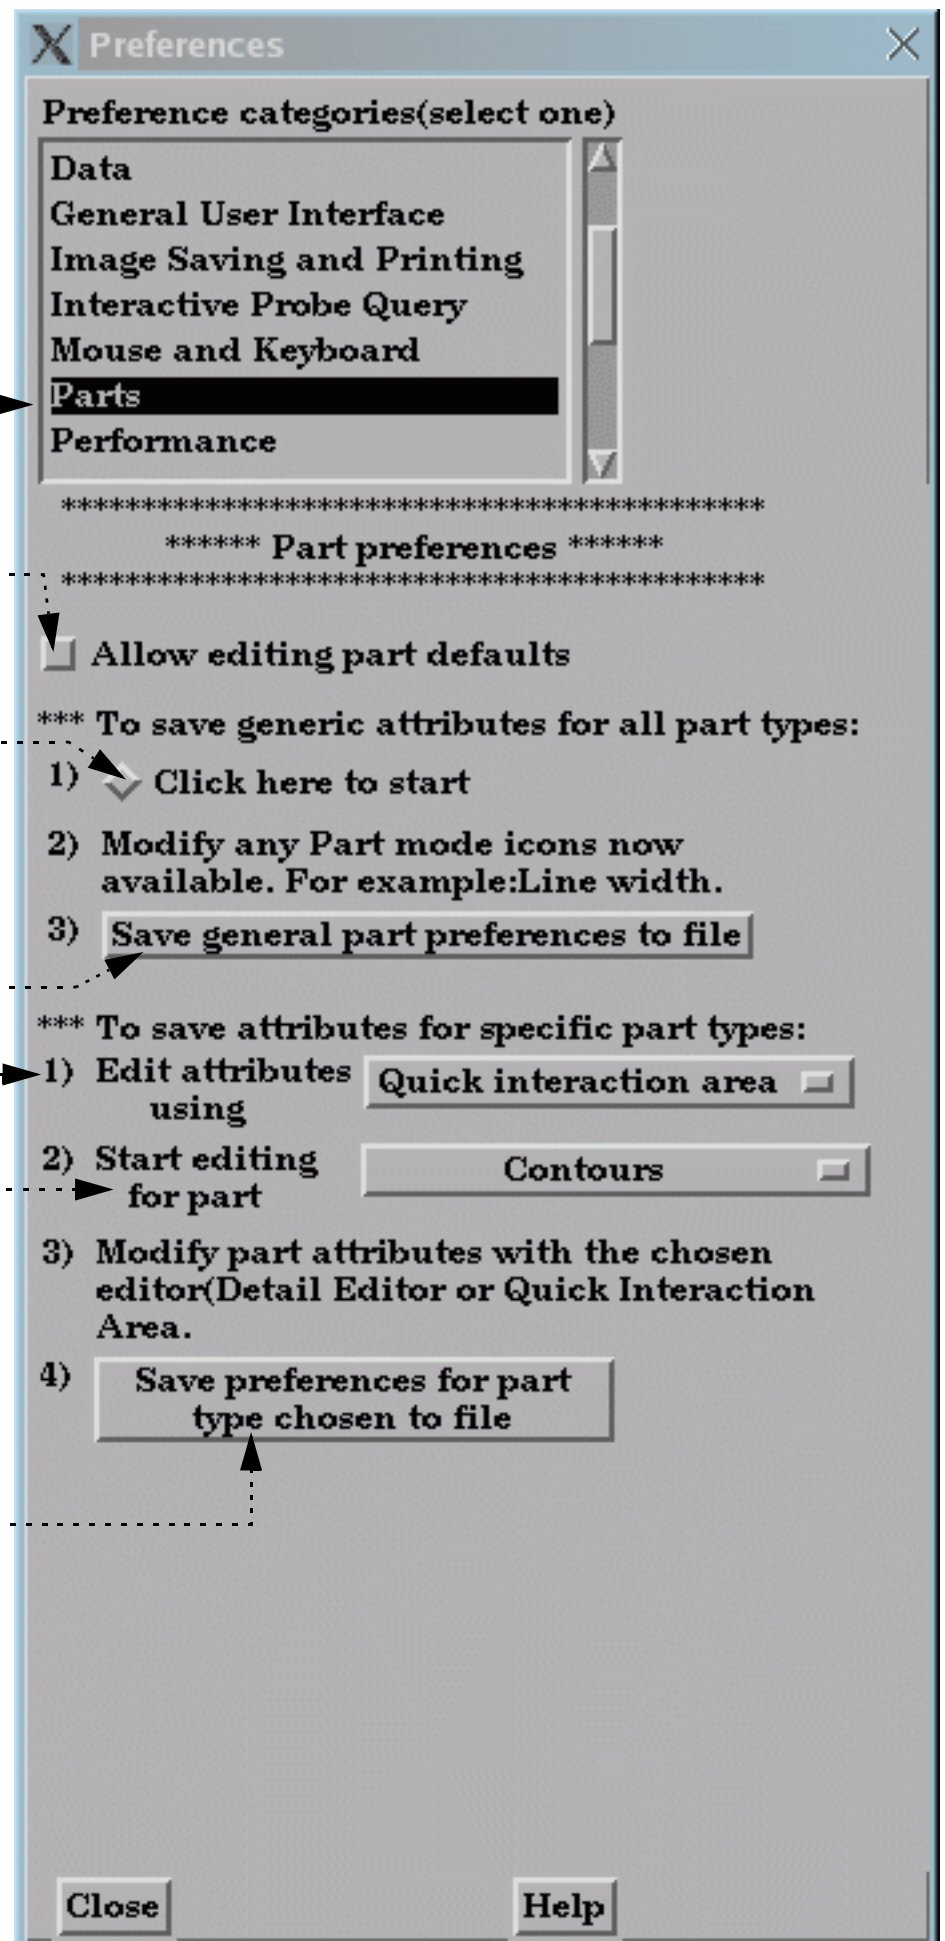 Preferences
Preference categories(select one)
Data
General User Interface
Image Saving and Printing
Interactive Probe Query
Mouse and Keyboard
Parts
Performance
********************************************
****** Part preferences ******
********************************************
Allow editing part defaults
*** To save generic attributes for all part types:
1) Click here to start
2) Modify any Part mode icons now
available. For example:Line width.
3) Save general part preferences to file
*** To save attributes for specific part types:
1) Edit attributes Quick interaction area
using
2) Start editing Contours
for part
3) Modify part attributes with the chosen
editor(Detail Editor or Quick Interaction
Area.
4) Save preferences for part
type chosen to file
Close Help